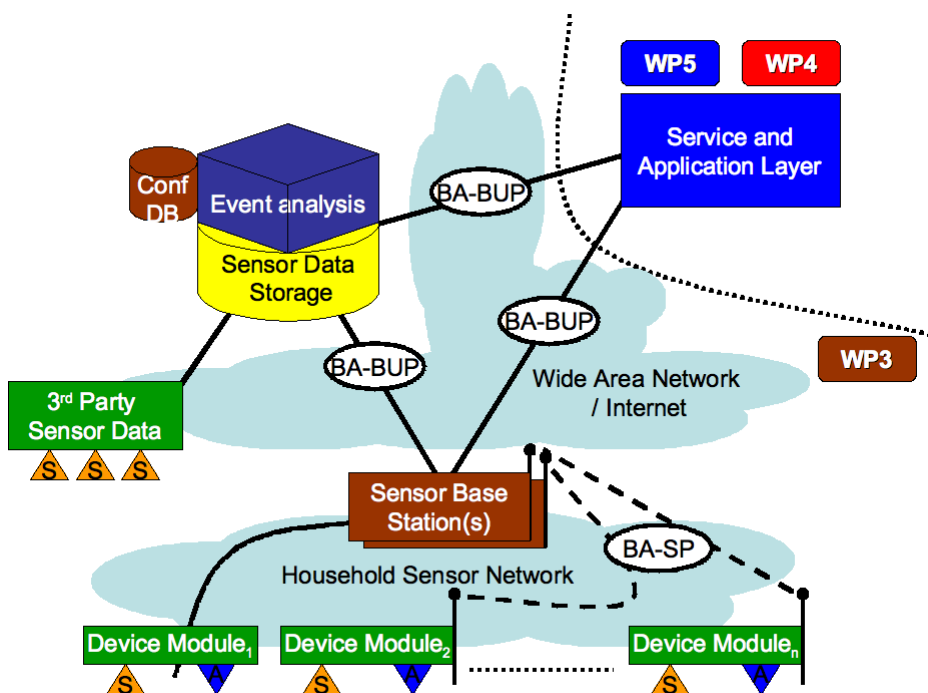 WP5
WP4
Service and
Application Layer
Conf
DB
Event analysis
BA-BUP
Sensor Data
Storage
BA-BUP
BA-BUP
WP3
Wide Area Network
/ Internet
3rd Party
Sensor Data
S
S
S
Sensor Base
Station(s)
BA-SP
Household Sensor Network
Device Module1
Device Module2
Device Modulen
S
A
S
A
S
A